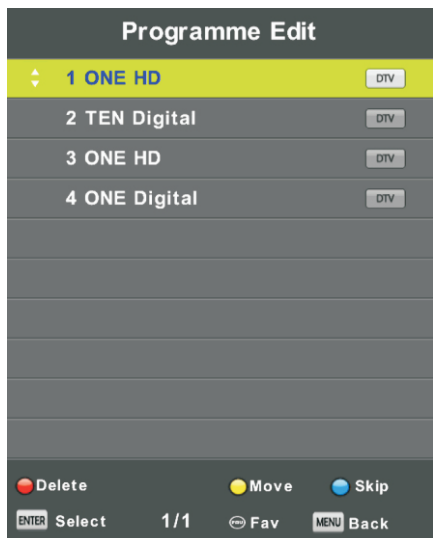 Programme Edit
1 ONE HD DTV
2 TEN Digital DTV
3 ONE HD DTV
4 ONE Digital DTV
Delete Move Skip
ENTER Select 1/1 Fav MENU Back